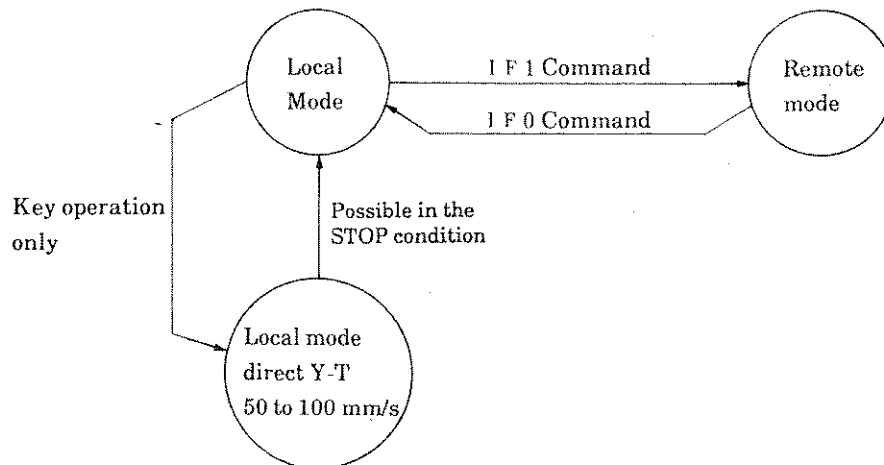 Local
Mode
I F 1 Command
I F 0 Command
Remote
mode
Key operation
only
Possible in the
STOP condition
Local mode
direct Y-T
50 to 100 mm/s